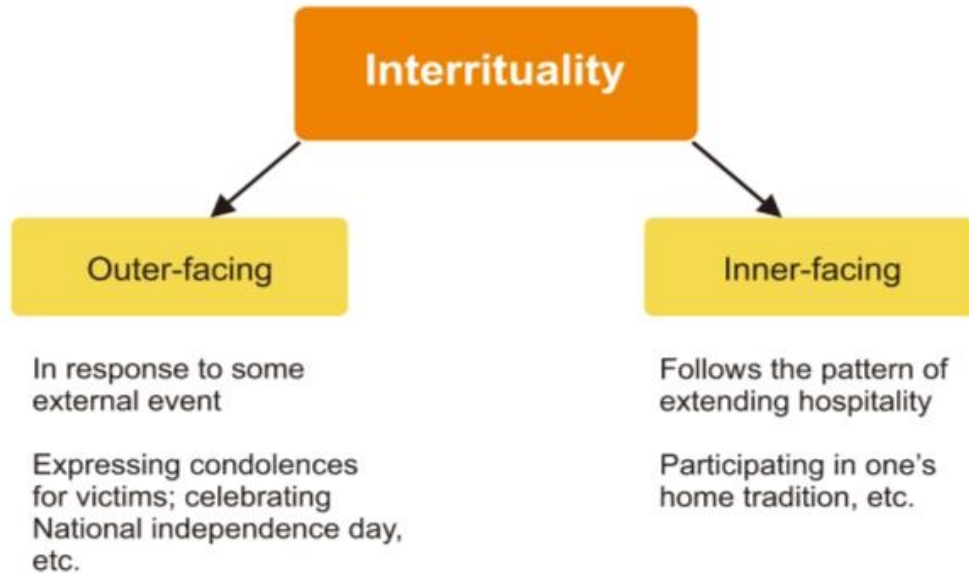 Interrituality
Outer-facing
Inner-facing
In response to some
external event
Expressing condolences
for victims; celebrating
National independence day,
etc.
Follows the pattern of
extending hospitality
Participating in one’s
home tradition, etc.